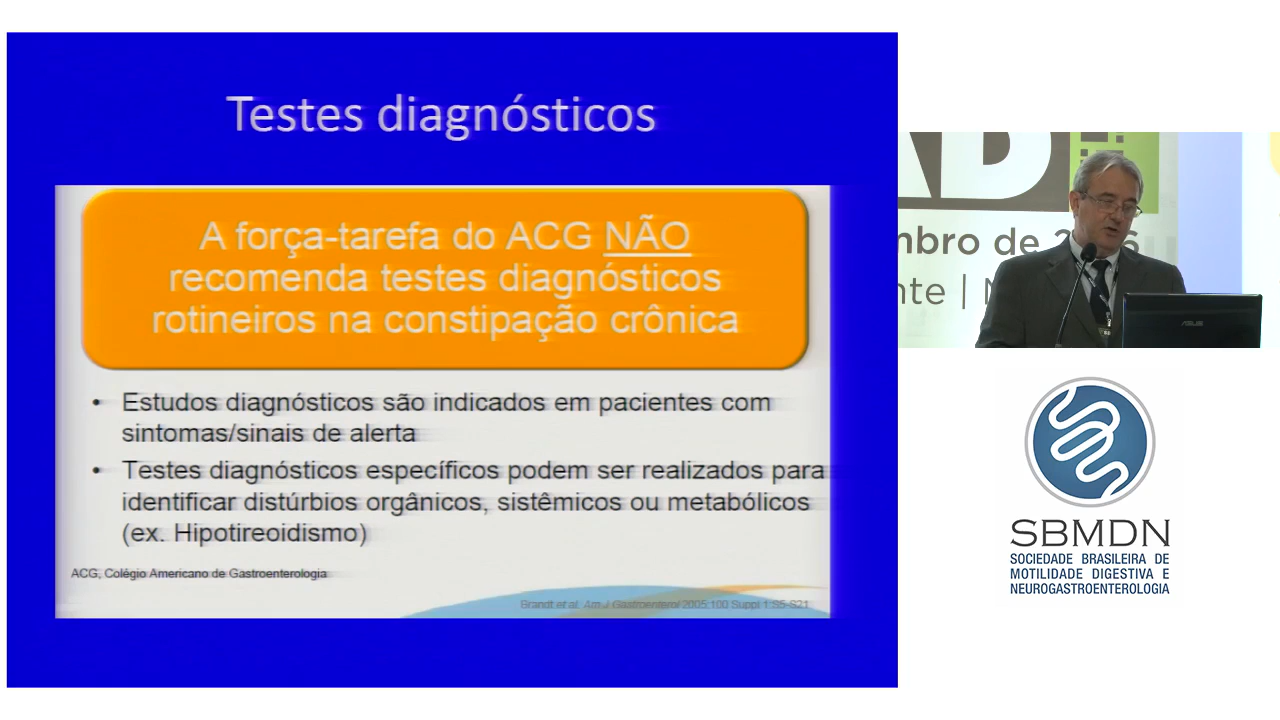 Testes diagnósticos
A força-tarefa do ACG NÃO
recomenda testes diagnósticos
rotineiros na constipação crônica
• Estudos diagnósticos são indicados em pacientes com
sintomas/sinais de alerta
• Testes diagnósticos específicos podem ser realizados para
identificar distúrbios orgânicos, sistêmicos ou metabólicos
(ex. Hipotireoidismo)
ACG, Colégio Americano de Gastroenterologia
Brandt et al. Am J Gastroenterol 2005;100 Suppl 1:S5-S21
AD
mbro de 6
nte |
ASUS
SBMDN
SOCIEDADE BRASILEIRA DE
MOTILIDADE DIGESTIVA E
NEUROGASTROENTEROLOGIA